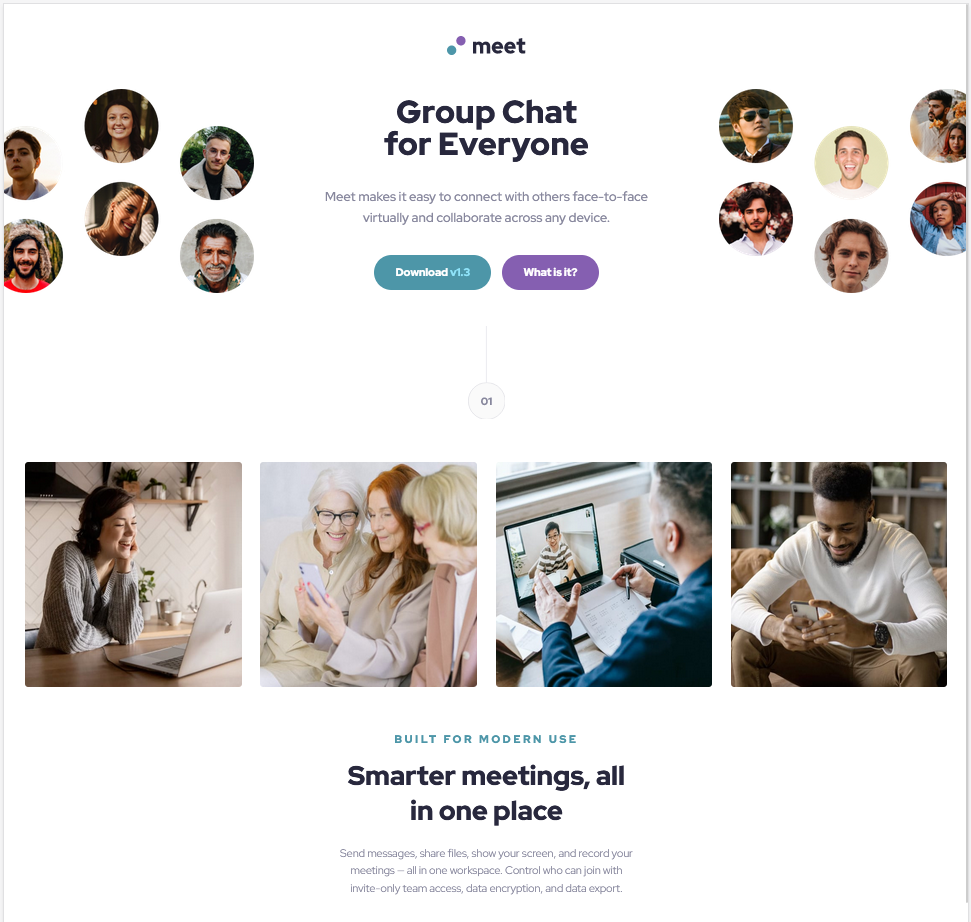 meet
Group Chat
for Everyone
Meet makes it easy to connect with others face-to-face
virtually and collaborate across any device.
Download v1.3
What is it?
01
BUILT FOR MODERN USE
Smarter meetings, all
in one place
Send messages, share files, show your screen, and record your
meetings – all in one workspace. Control who can join with
invite-only team access, data encryption, and data export.